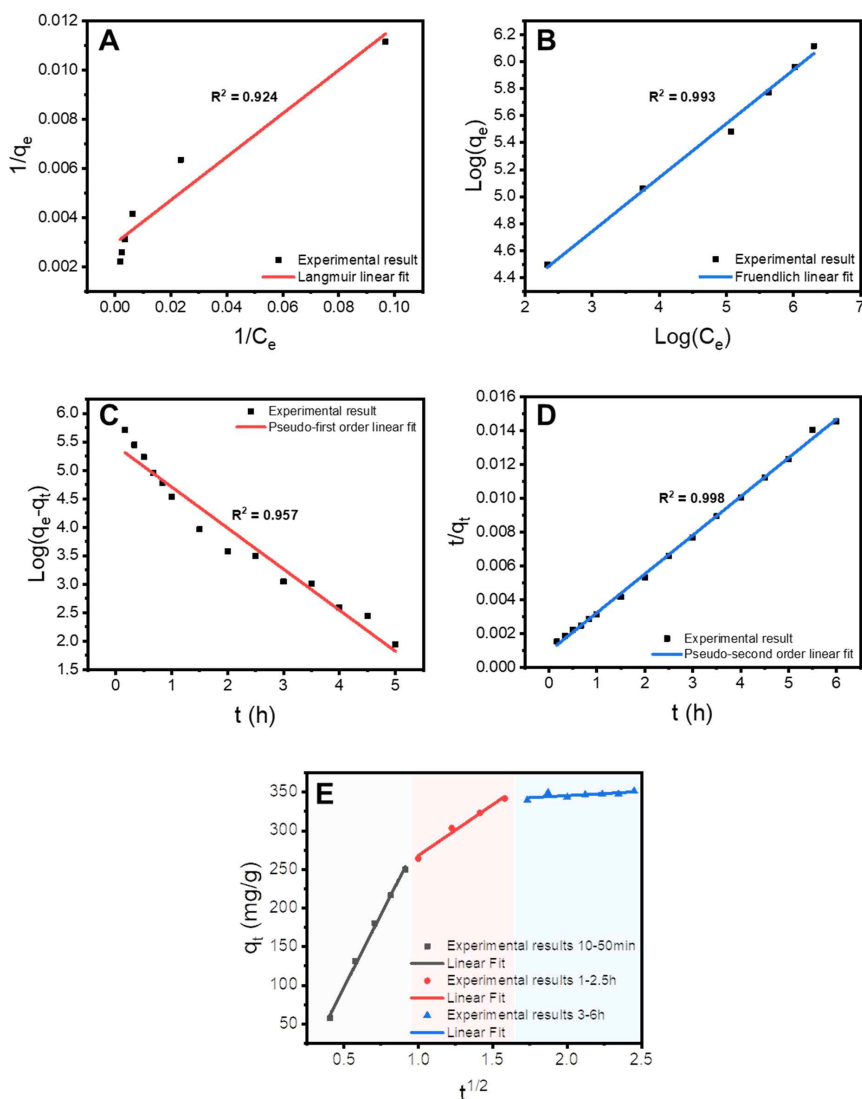 A
0.012
0.010
0.008
0.006
0.004
0.002
1/qe
R² = 0.924
Experimental result
Langmuir linear fit
0.00 0.02 0.04 0.06 0.08 0.10
1/Ce
B
6.2
6.0
5.8
5.6
5.4
5.2
5.0
4.8
4.6
4.4
Log(qe)
R² = 0.993
Experimental result
Fruendlich linear fit
2 3 4 5 6 7
Log(Ce)
C
6.0
5.5
5.0
4.5
4.0
3.5
3.0
2.5
2.0
1.5
Log(qe-qt)
Experimental result
Pseudo-first order linear fit
R² = 0.957
0 1 2 3 4 5
t (h)
D
0.016
0.014
0.012
0.010
0.008
0.006
0.004
0.002
0.000
t/qt
R² = 0.998
Experimental result
Pseudo-second order linear fit
0 1 2 3 4 5 6
t (h)
E
350
300
250
200
150
100
50
qt (mg/g)
Experimental results 10-50min
Linear Fit
Experimental results 1-2.5h
Linear Fit
Experimental results 3-6h
Linear Fit
0.5 1.0 1.5 2.0 2.5
t1/2